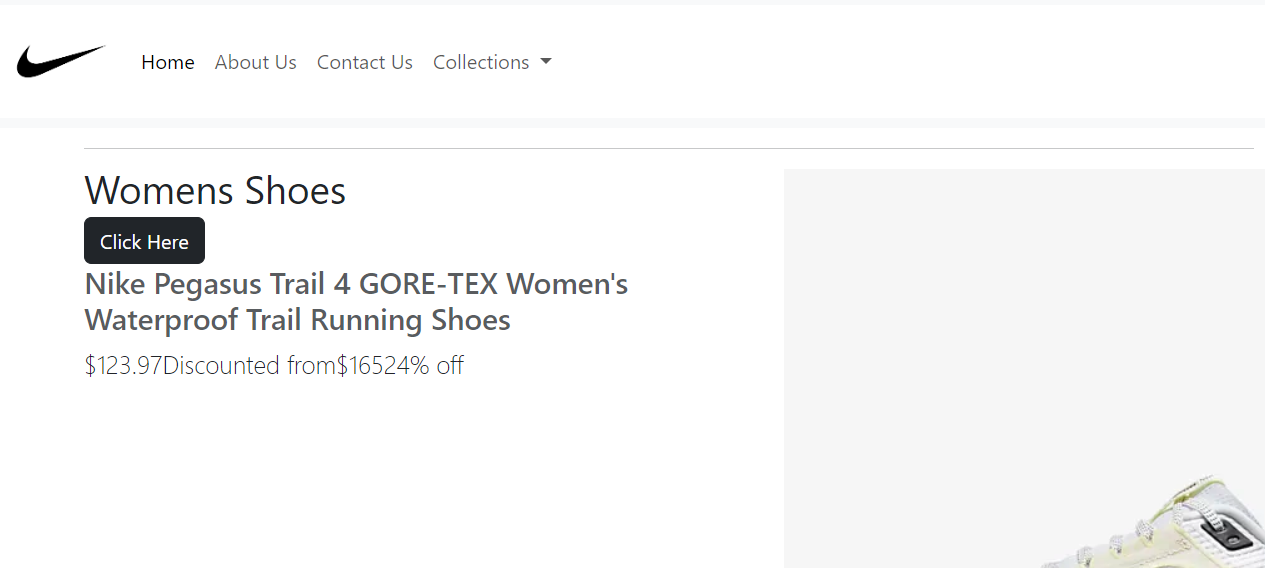 Home About Us Contact Us Collections
Womens Shoes
Click Here
Nike Pegasus Trail 4 GORE-TEX Women's
Waterproof Trail Running Shoes
$123.97Discounted from$16524% off